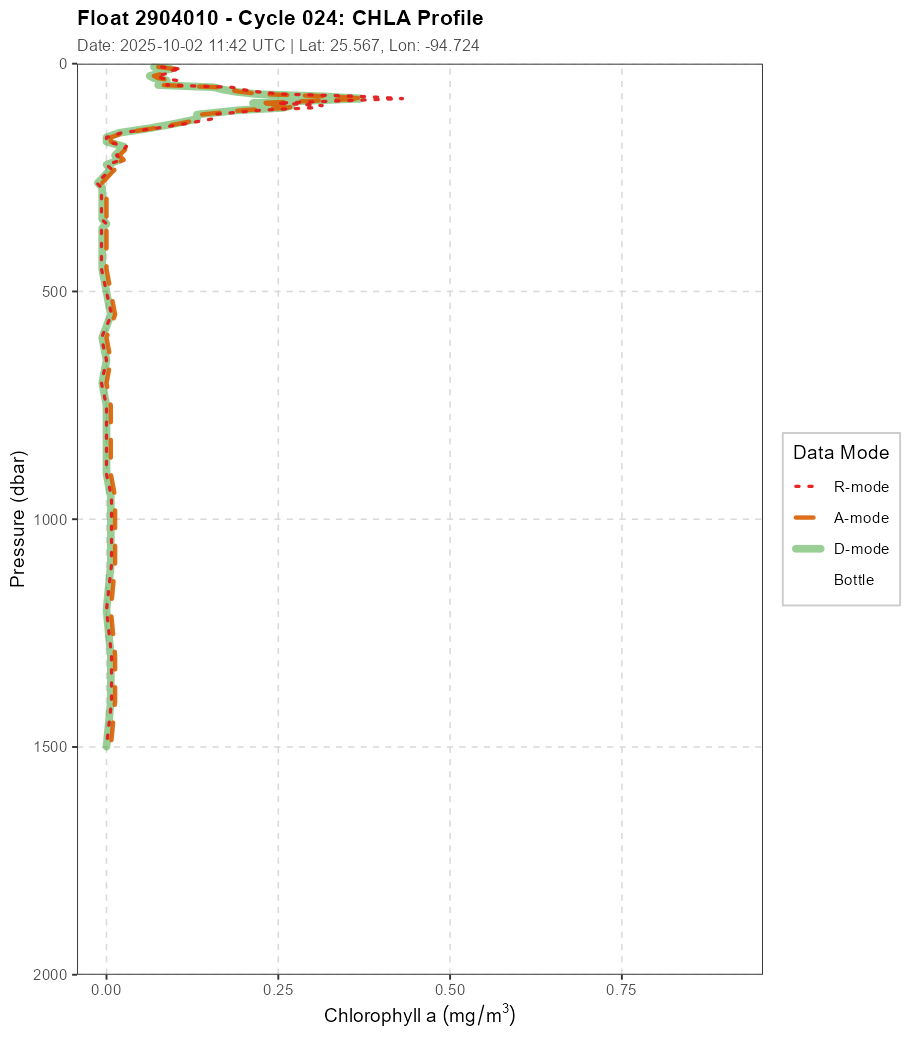 Float 2904010 - Cycle 024: CHLA Profile
Date: 2025-10-02 11:42 UTC | Lat: 25.567, Lon: -94.724
0
500
1000
1500
2000
Pressure (dbar)
0.00 0.25 0.50 0.75
Chlorophyll a (mg/m³)
Data Mode
R-mode
A-mode
D-mode
Bottle